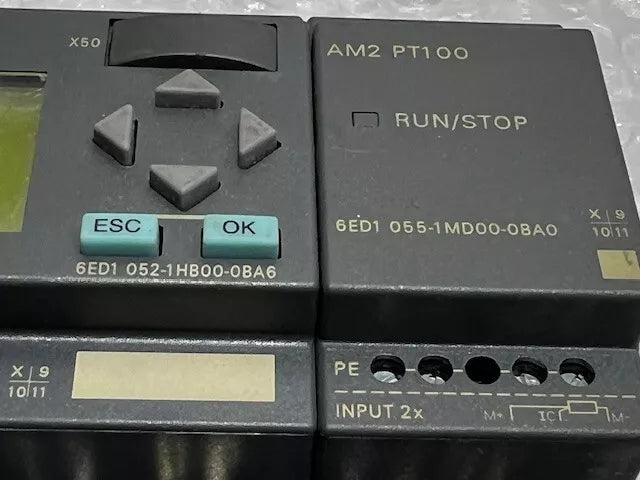 X50
AM2 PT100
RUN/STOP
ESC OK
6ED1 055-1MD00-0BA0
X 9
10 11
6ED1 052-1HB00-0BA6
X 9
10 11
PE
INPUT 2x
M+ IC M-